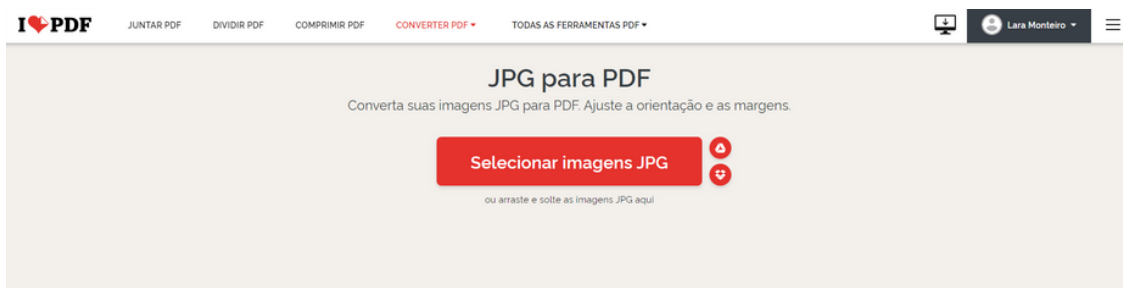 I PDF JUNTAR PDF DIVIDIR PDF COMPRIMIR PDF CONVERTER PDF TODAS AS FERRAMENTAS PDF Lara Monteiro
JPG para PDF
Converta suas imagens JPG para PDF. Ajuste a orientação e as margens.
Selecionar imagens JPG
ou arraste e solte as imagens JPG aqui